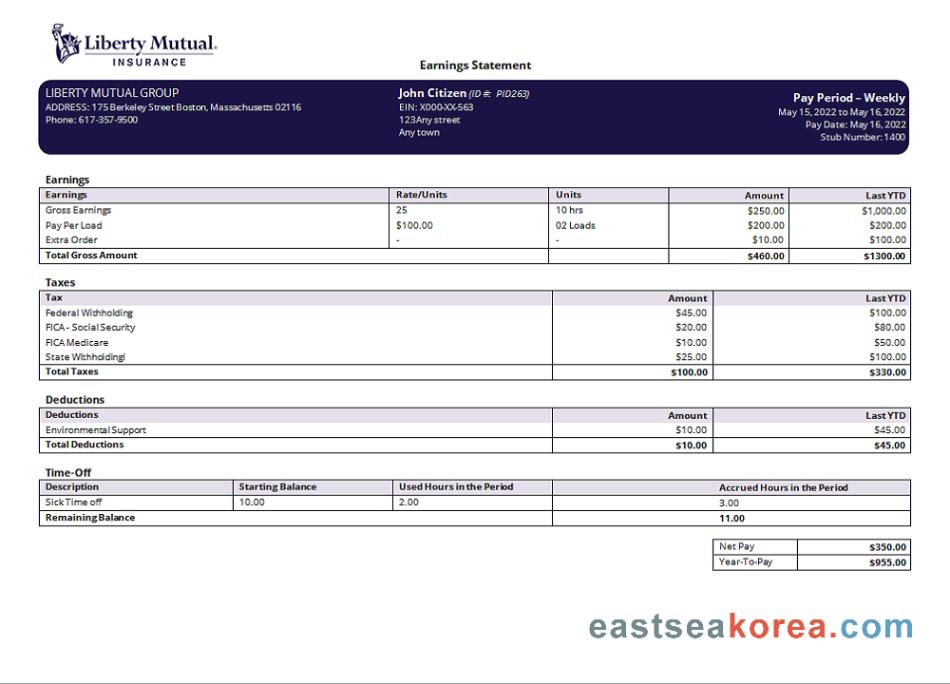 Liberty Mutual.
INSURANCE
Earnings Statement
LIBERTY MUTUAL GROUP
ADDRESS: 175 Berkeley Street Boston, Massachusetts 02116
Phone: 617-357-9500
John Citizen (ID #: PID263)
EIN: X000-XX-563
123Any street
Any town
Pay Period – Weekly
May 15, 2022 to May 16, 2022
Pay Date: May 16, 2022
Stub Number: 1400
Earnings
Earnings Rate/Units Units Amount Last YTD
Gross Earnings 25 10 hrs $250.00 $1,000.00
Pay Per Load $100.00 02 Loads $200.00 $200.00
Extra Order - - $10.00 $100.00
Total Gross Amount $460.00 $1300.00
Taxes
Tax Amount Last YTD
Federal Withholding $45.00 $100.00
FICA - Social Security $20.00 $80.00
FICA Medicare $10.00 $50.00
State Withholdingl $25.00 $100.00
Total Taxes $100.00 $330.00
Deductions
Deductions Amount Last YTD
Environmental Support $10.00 $45.00
Total Deductions $10.00 $45.00
Time-Off
Description Starting Balance Used Hours in the Period Accrued Hours in the Period
Sick Time off 10.00 2.00 3.00
Remaining Balance 11.00
Net Pay $350.00
Year-To-Pay $955.00
eastseakorea.com